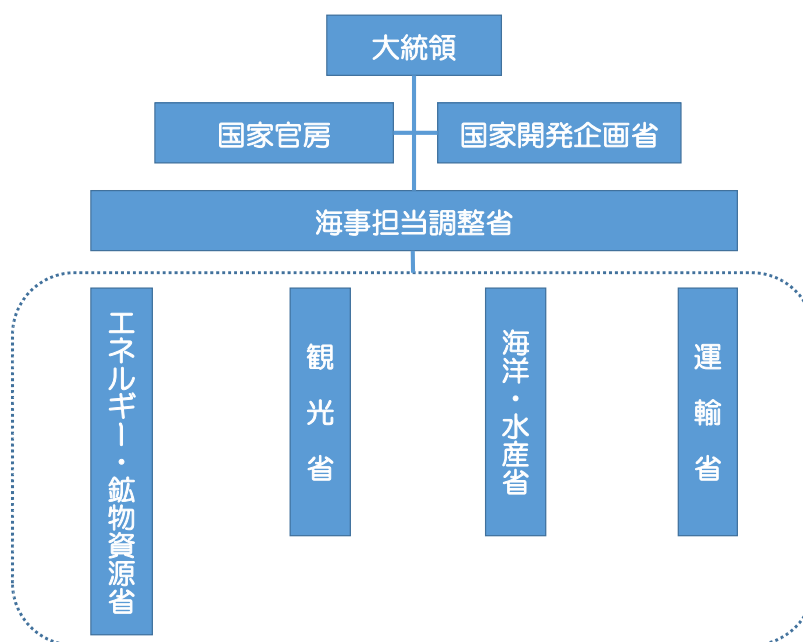 大統領
国家官房
国家開発企画省
海事担当調整省
エネルギー・鉱物資源省
観光省
海洋・水産省
運輸省